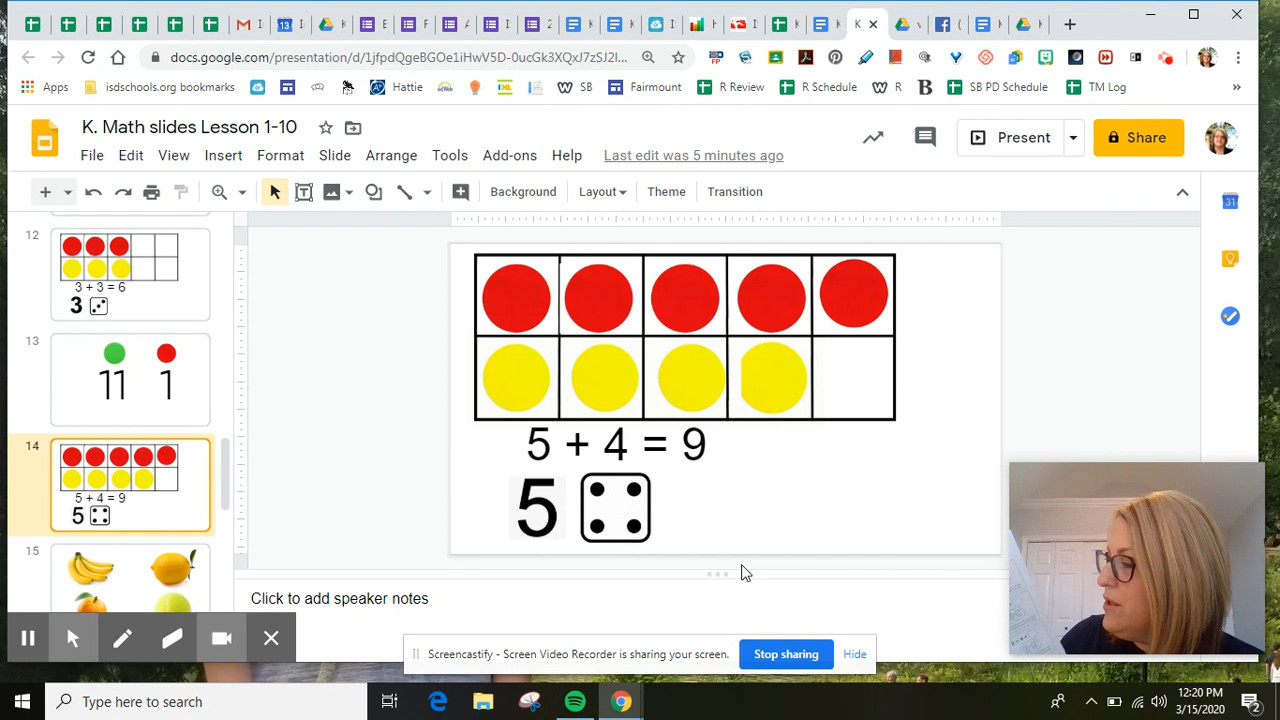 docs.google.com/presentation/d/1ifpdQgeBGOe1iHwV5D-0ucGk3XQxJ7zSJ2I...
Apps isdschools.org bookmarks Hattie SB Fairmount R Review R Schedule R SB PD Schedule TM Log
K. Math slides Lesson 1-10
Present
Share
File Edit View Insert Format Slide Arrange Tools Add-ons Help Last edit was 5 minutes ago
Background Layout Theme Transition
12
3 + 3 = 6
3
13
11 1
14
5 + 4 = 9
5
15
5 + 4 = 9
5
Click to add speaker notes
Screencastify - Screen Video Recorder is sharing your screen. Stop sharing Hide
Type here to search
12:20 PM
3/15/2020
2